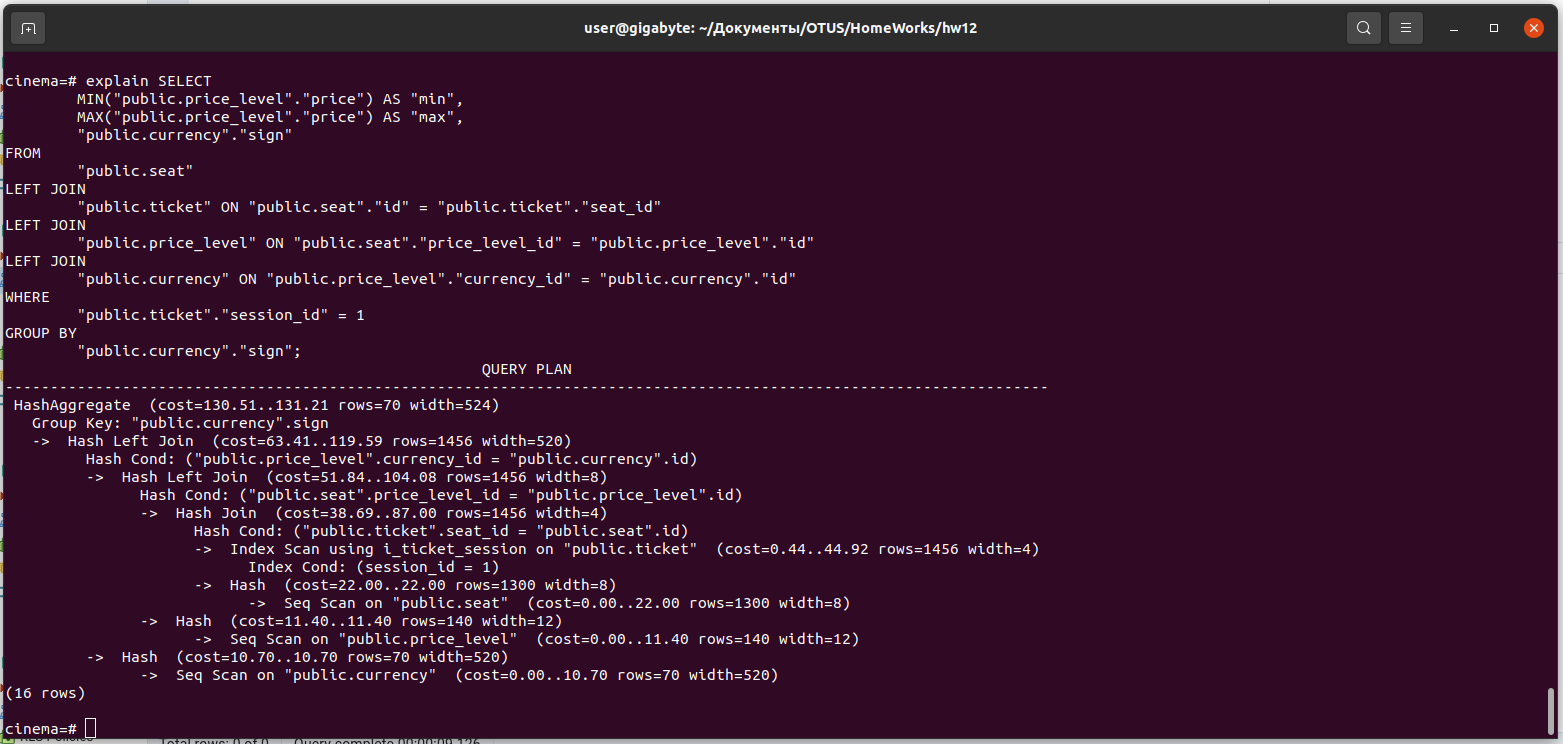 user@gigabyte: ~/Документы/OTUS/HomeWorks/hw12
cinema=# explain SELECT
        MIN("public.price_level"."price") AS "min",
        MAX("public.price_level"."price") AS "max",
        "public.currency"."sign"
FROM
        "public.seat"
LEFT JOIN
        "public.ticket" ON "public.seat"."id" = "public.ticket"."seat_id"
LEFT JOIN
        "public.price_level" ON "public.seat"."price_level_id" = "public.price_level"."id"
LEFT JOIN
        "public.currency" ON "public.price_level"."currency_id" = "public.currency"."id"
WHERE
        "public.ticket"."session_id" = 1
GROUP BY
        "public.currency"."sign";
                                                     QUERY PLAN
--------------------------------------------------------------------------------------------------------------------
 HashAggregate  (cost=130.51..131.21 rows=70 width=524)
   Group Key: "public.currency".sign
   ->  Hash Left Join  (cost=63.41..119.59 rows=1456 width=520)
         Hash Cond: ("public.price_level".currency_id = "public.currency".id)
         ->  Hash Left Join  (cost=51.84..104.08 rows=1456 width=8)
               Hash Cond: ("public.seat".price_level_id = "public.price_level".id)
               ->  Hash Join  (cost=38.69..87.00 rows=1456 width=4)
                     Hash Cond: ("public.ticket".seat_id = "public.seat".id)
                     ->  Index Scan using i_ticket_session on "public.ticket"  (cost=0.44..44.92 rows=1456 width=4)
                           Index Cond: (session_id = 1)
                     ->  Hash  (cost=22.00..22.00 rows=1300 width=8)
                           ->  Seq Scan on "public.seat"  (cost=0.00..22.00 rows=1300 width=8)
               ->  Hash  (cost=11.40..11.40 rows=140 width=12)
                     ->  Seq Scan on "public.price_level"  (cost=0.00..11.40 rows=140 width=12)
         ->  Hash  (cost=10.70..10.70 rows=70 width=520)
               ->  Seq Scan on "public.currency"  (cost=0.00..10.70 rows=70 width=520)
(16 rows)
cinema=#